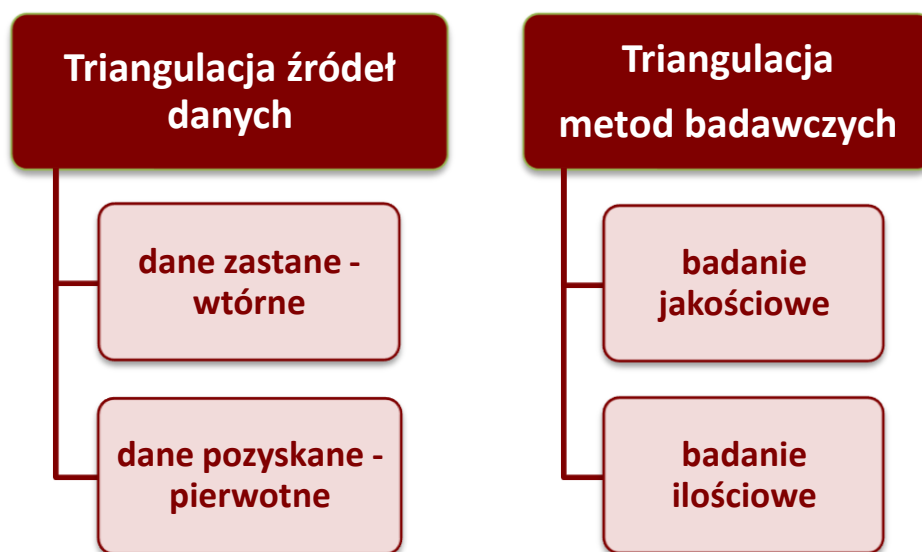 Triangulacja źródeł
danych
dane zastane -
wtórne
dane pozyskane -
pierwotne
Triangulacja
metod badawczych
badanie
jakościowe
badanie
ilościowe